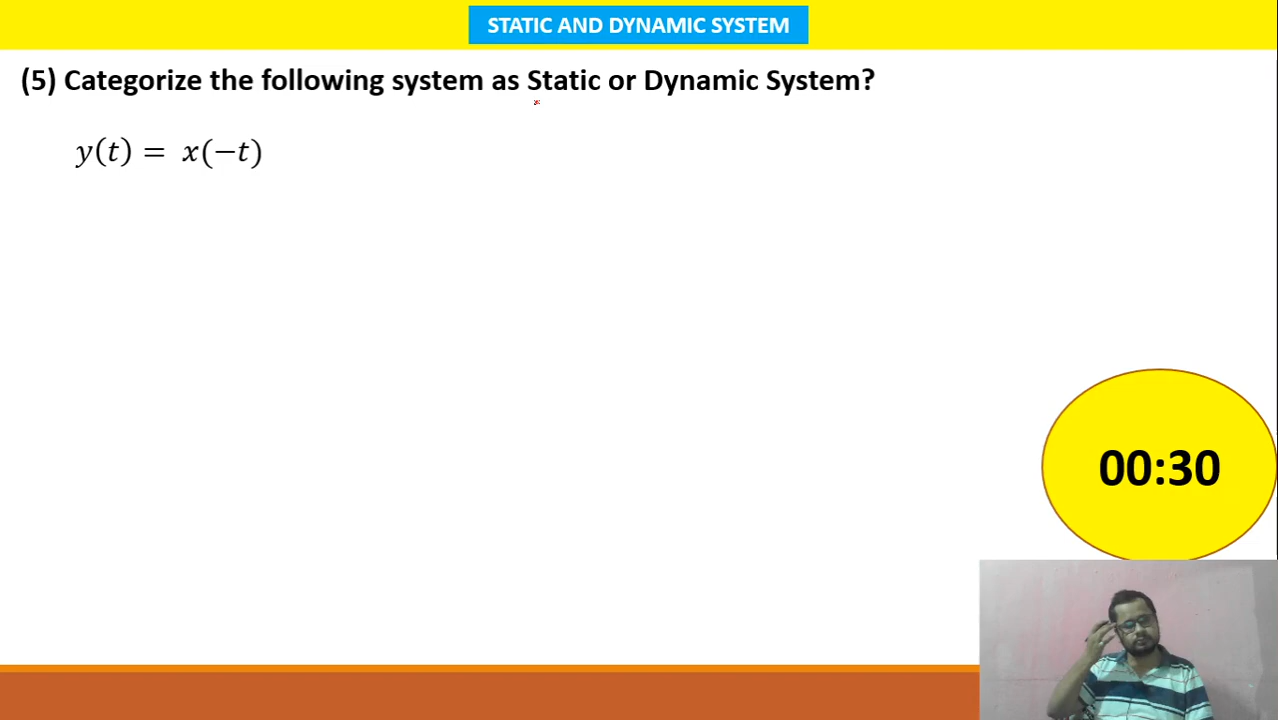 STATIC AND DYNAMIC SYSTEM
(5) Categorize the following system as Static or Dynamic System?
y(t) = x(−t)
00:30